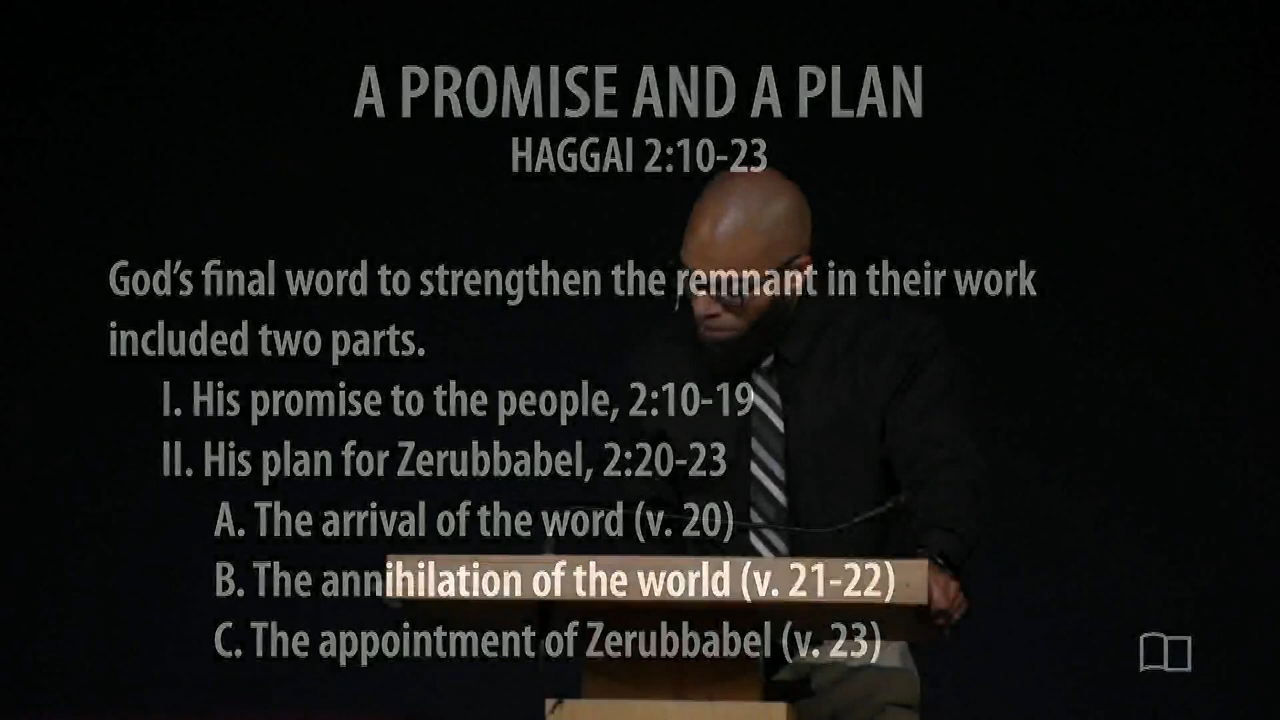 A PROMISE AND A PLAN
HAGGAI 2:10-23
God's final word to strengthen the remnant in their work
included two parts.
I. His promise to the people, 2:10-19
II. His plan for Zerubbabel, 2:20-23
A. The arrival of the word (v. 20)
B. The annihilation of the world (v. 21-22)
C. The appointment of Zerubbabel (v. 23)